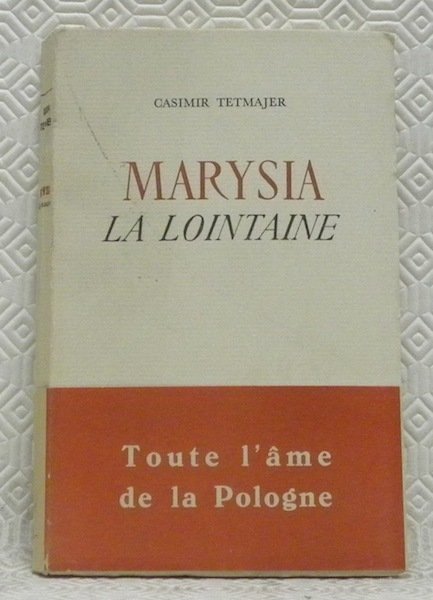 CASIMIR TETMAJER
MARYSIA
LA LOINTAINE
Toute l'âme
de la Pologne